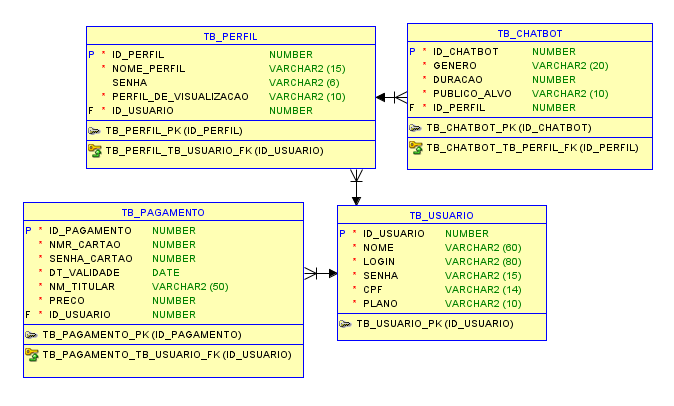 TB_PERFIL
P * ID_PERFIL NUMBER
* NOME_PERFIL VARCHAR2 (15)
SENHA VARCHAR2 (6)
* PERFIL_DE_VISUALIZACAO VARCHAR2 (10)
F * ID_USUARIO NUMBER
TB_PERFIL_PK (ID_PERFIL)
TB_PERFIL_TB_USUARIO_FK (ID_USUARIO)
TB_CHATBOT
P * ID_CHATBOT NUMBER
* GENERO VARCHAR2 (20)
* DURACAO NUMBER
* PUBLICO_ALVO VARCHAR2 (10)
F * ID_PERFIL NUMBER
TB_CHATBOT_PK (ID_CHATBOT)
TB_CHATBOT_TB_PERFIL_FK (ID_PERFIL)
TB_PAGAMENTO
P * ID_PAGAMENTO NUMBER
* NMR_CARTAO NUMBER
* SENHA_CARTAO NUMBER
* DT_VALIDADE DATE
* NM_TITULAR VARCHAR2 (50)
* PRECO NUMBER
F * ID_USUARIO NUMBER
TB_PAGAMENTO_PK (ID_PAGAMENTO)
TB_PAGAMENTO_TB_USUARIO_FK (ID_USUARIO)
TB_USUARIO
P * ID_USUARIO NUMBER
* NOME VARCHAR2 (60)
* LOGIN VARCHAR2 (80)
* SENHA VARCHAR2 (15)
* CPF VARCHAR2 (14)
* PLANO VARCHAR2 (10)
TB_USUARIO_PK (ID_USUARIO)